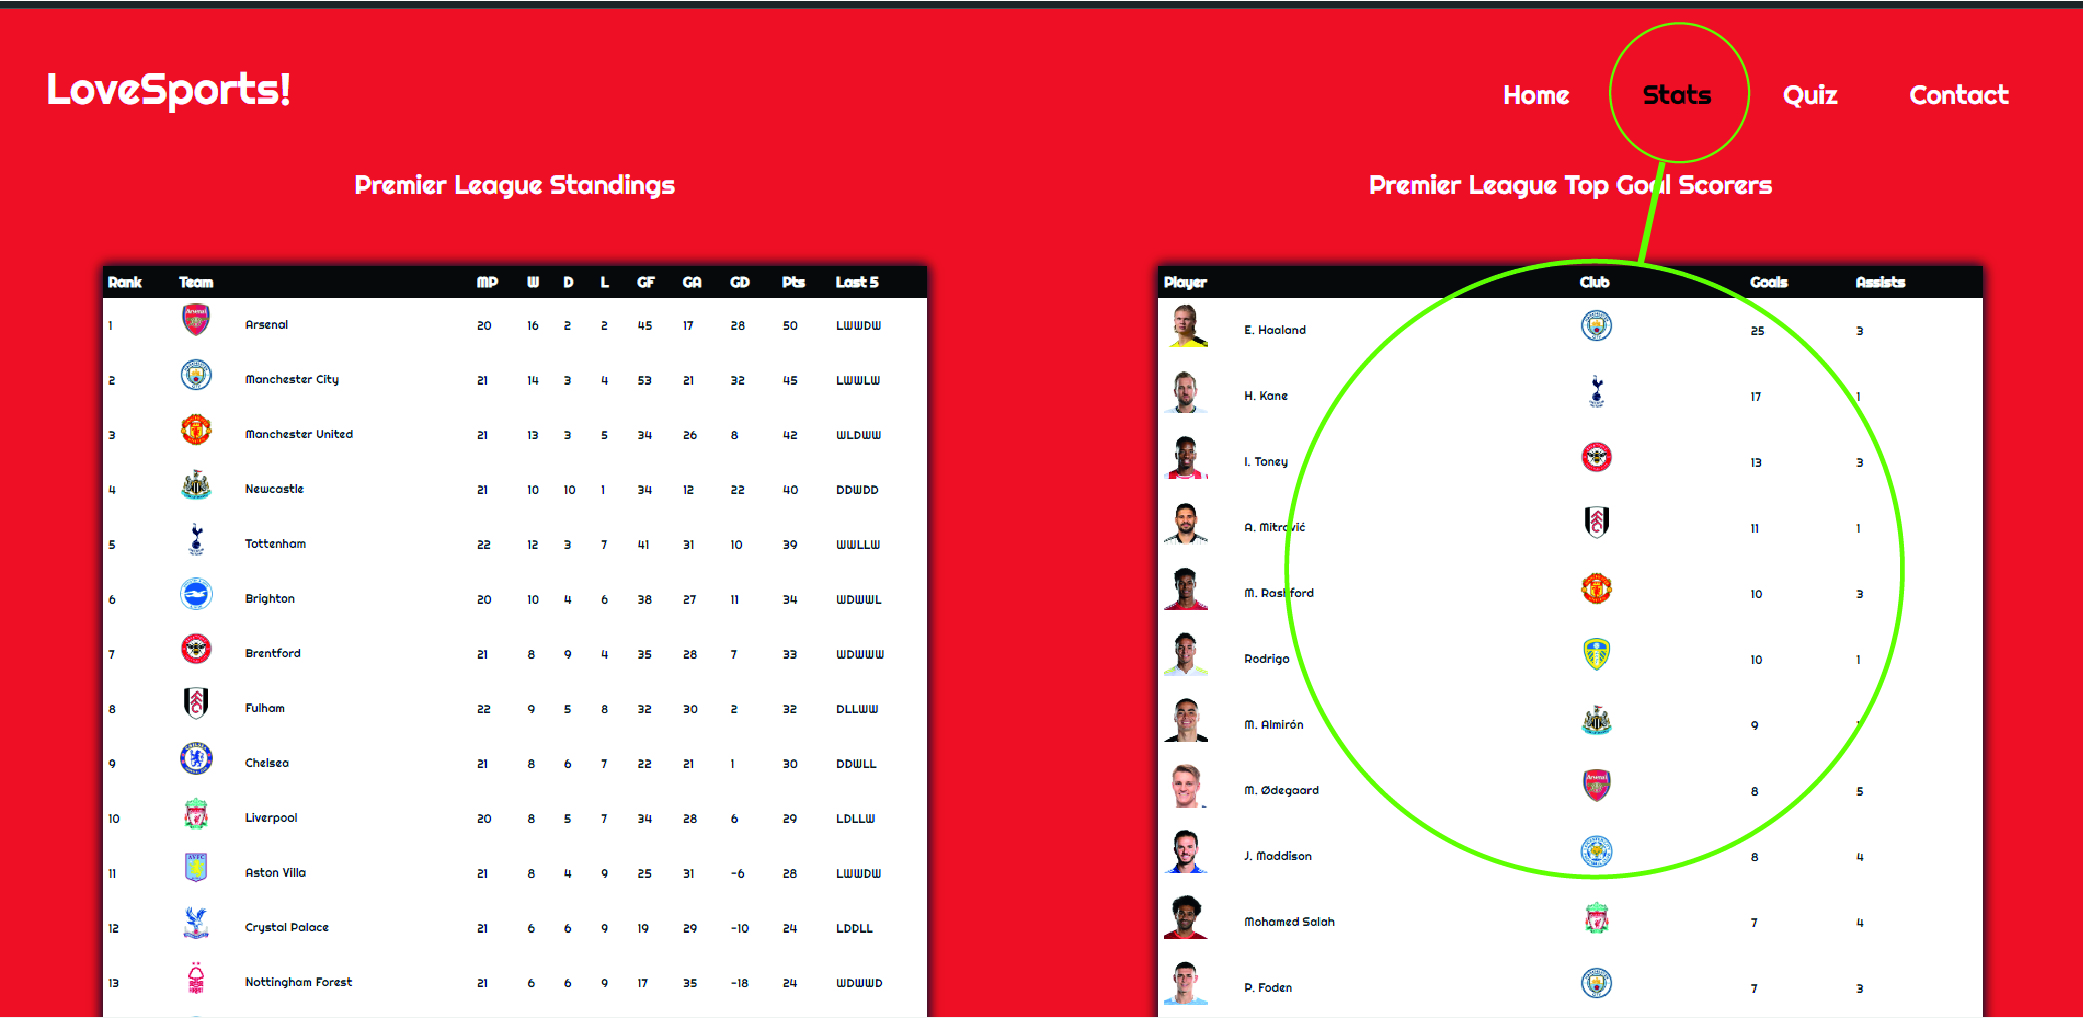 LoveSports!
Home Stats Quiz Contact
Premier League Standings
Rank Team MP W D L GF GA GD Pts Last 5
1 Arsenal 20 16 2 2 45 17 28 50 LWWDW
2 Manchester City 21 14 3 4 53 21 32 45 LWWLW
3 Manchester United 21 13 3 5 34 26 8 42 WLDWW
4 Newcastle 21 10 10 1 34 12 22 40 DDWDD
5 Tottenham 22 12 3 7 41 31 10 39 WWLLW
6 Brighton 20 10 4 6 38 27 11 34 WDWWL
7 Brentford 21 8 9 4 35 28 7 33 WDWWW
8 Fulham 22 9 5 8 32 30 2 32 DLLWW
9 Chelsea 21 8 6 7 22 21 1 30 DDWLL
10 Liverpool 20 8 5 7 34 28 6 29 LDLLW
11 Aston Villa 21 8 4 9 25 31 -6 28 LWWDW
12 Crystal Palace 21 6 6 9 19 29 -10 24 LDDLL
13 Nottingham Forest 21 6 6 9 17 35 -18 24 WDWWD
Premier League Top Goal Scorers
Player Club Goals Assists
E. Haaland 25 3
H. Kane 17 1
I. Toney 13 3
A. Mitrović 11 1
M. Rashford 10 3
Rodrigo 10 1
M. Almirón 9
M. Ødegaard 8 5
J. Maddison 8 4
Mohamed Salah 7 4
P. Foden 7 3